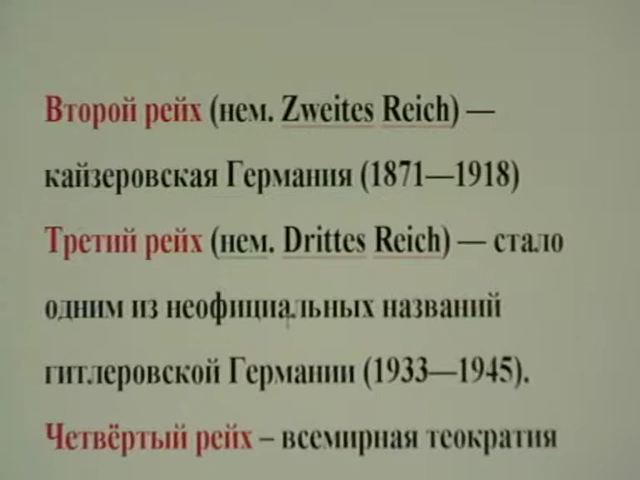 Второй рейх (нем. Zweites Reich) —
кайзеровская Германия (1871—1918)
Третий рейх (нем. Drittes Reich) — стало
одним из неофициальных названий
гитлеровской Германии (1933—1945).
Четвёртый рейх – всемирная теократия